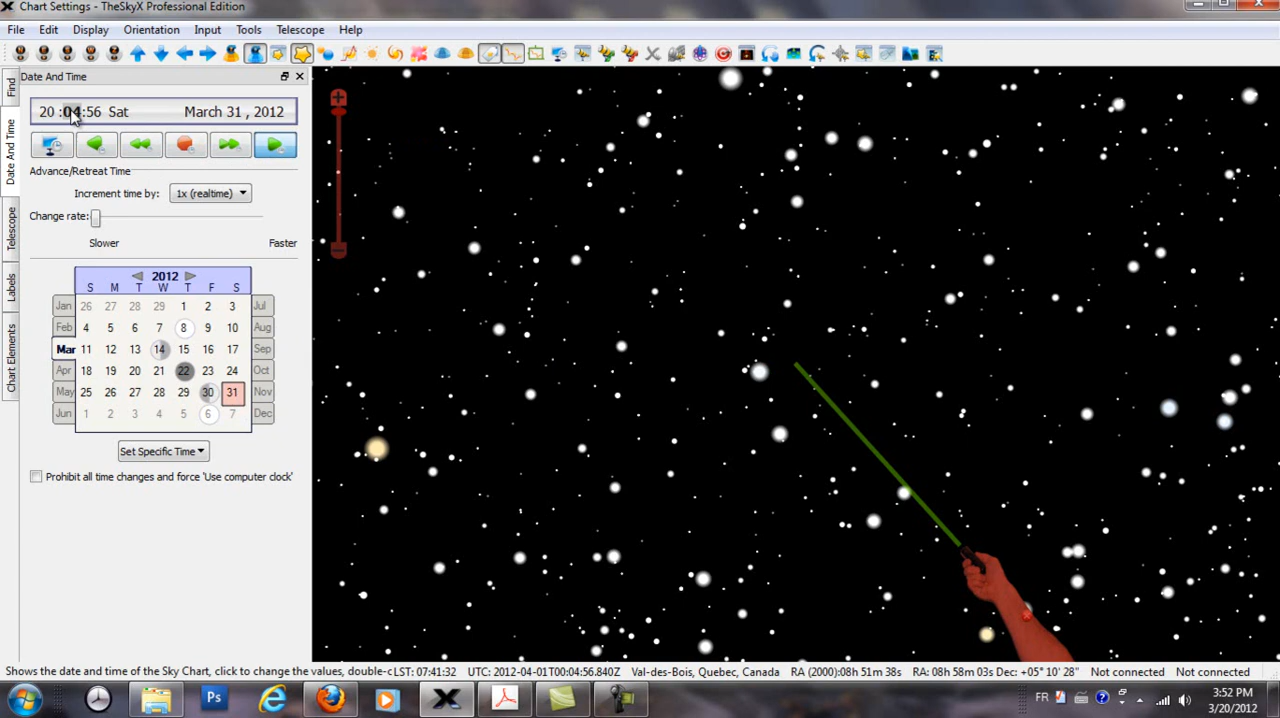 Chart Settings - TheSkyX Professional Edition
File Edit Display Orientation Input Tools Telescope Help
Date And Time
Find
Date And Time
Telescope
Labels
Chart Elements
20 :04:56 Sat March 31 , 2012
Advance/Retreat Time
Increment time by: 1x (realtime)
Change rate:
Slower Faster
2012
S M T W T F S
Jan 26 27 28 29 1 2 3 Jul
Feb 4 5 6 7 8 9 10 Aug
Mar 11 12 13 14 15 16 17 Sep
Apr 18 19 20 21 22 23 24 Oct
May 25 26 27 28 29 30 31 Nov
Jun 1 2 3 4 5 6 7 Dec
Set Specific Time
Prohibit all time changes and force 'Use computer clock'
Shows the date and time of the Sky Chart, click to change the values, double-c LST: 07:41:32 UTC: 2012-04-01T00:04:56.840Z Val-des-Bois, Quebec, Canada RA (2000): 08h 51m 38s RA: 08h 58m 03s Dec: +05° 10' 28" Not connected Not connected
Ps
FR
3:52 PM
3/20/2012